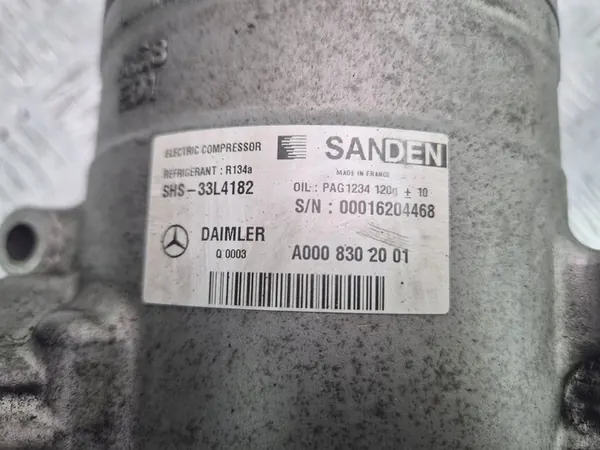 ELECTRIC COMPRESSOR SANDEN
MADE IN FRANCE
REFRIGERANT : R134a
SHS-33L4182 OIL : PAG1234 120g ± 10
S/N : 00016204468
DAIMLER A000 830 20 01
Q 0003